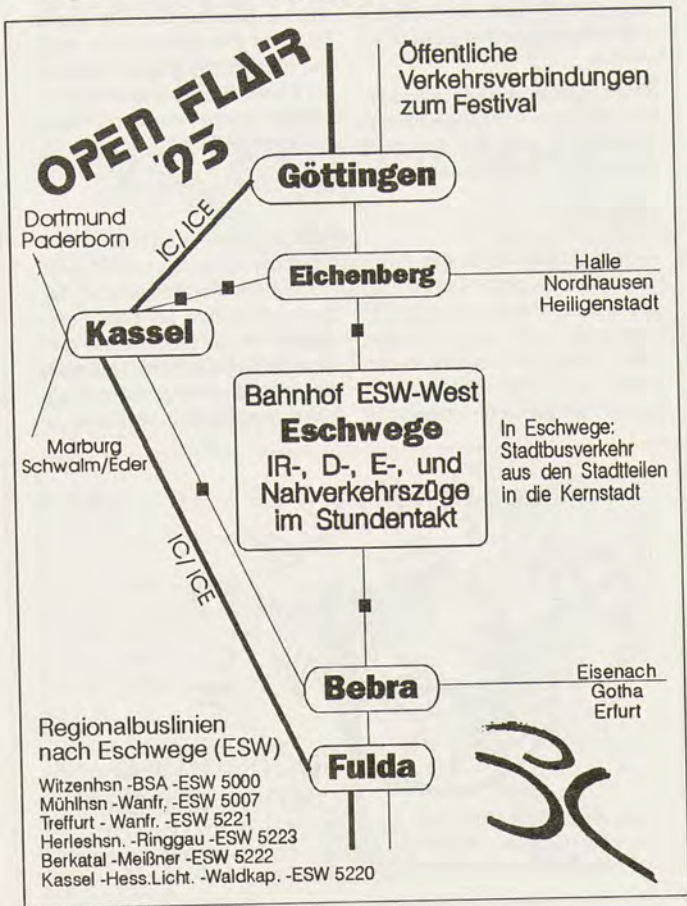 OPEN FLAIR
'93
Öffentliche
Verkehrsverbindungen
zum Festival
Göttingen
Dortmund
Paderborn
IC/ ICE
Eichenberg
Halle
Nordhausen
Heiligenstadt
Kassel
Bahnhof ESW-West
Eschwege
IR-, D-, E-, und
Nahverkehrszüge
im Stundentakt
In Eschwege:
Stadtbusverkehr
aus den Stadtteilen
in die Kernstadt
Marburg
Schwalm/Eder
IC/ ICE
Bebra
Eisenach
Gotha
Erfurt
Fulda
Regionalbuslinien
nach Eschwege (ESW)
Witzenhsn -BSA -ESW 5000
Mühlhsn -Wanfr. -ESW 5007
Treffurt - Wanfr. -ESW 5221
Herleshsn. -Ringgau -ESW 5223
Berkatal -Meißner -ESW 5222
Kassel -Hess.Licht. -Waldkap. -ESW 5220